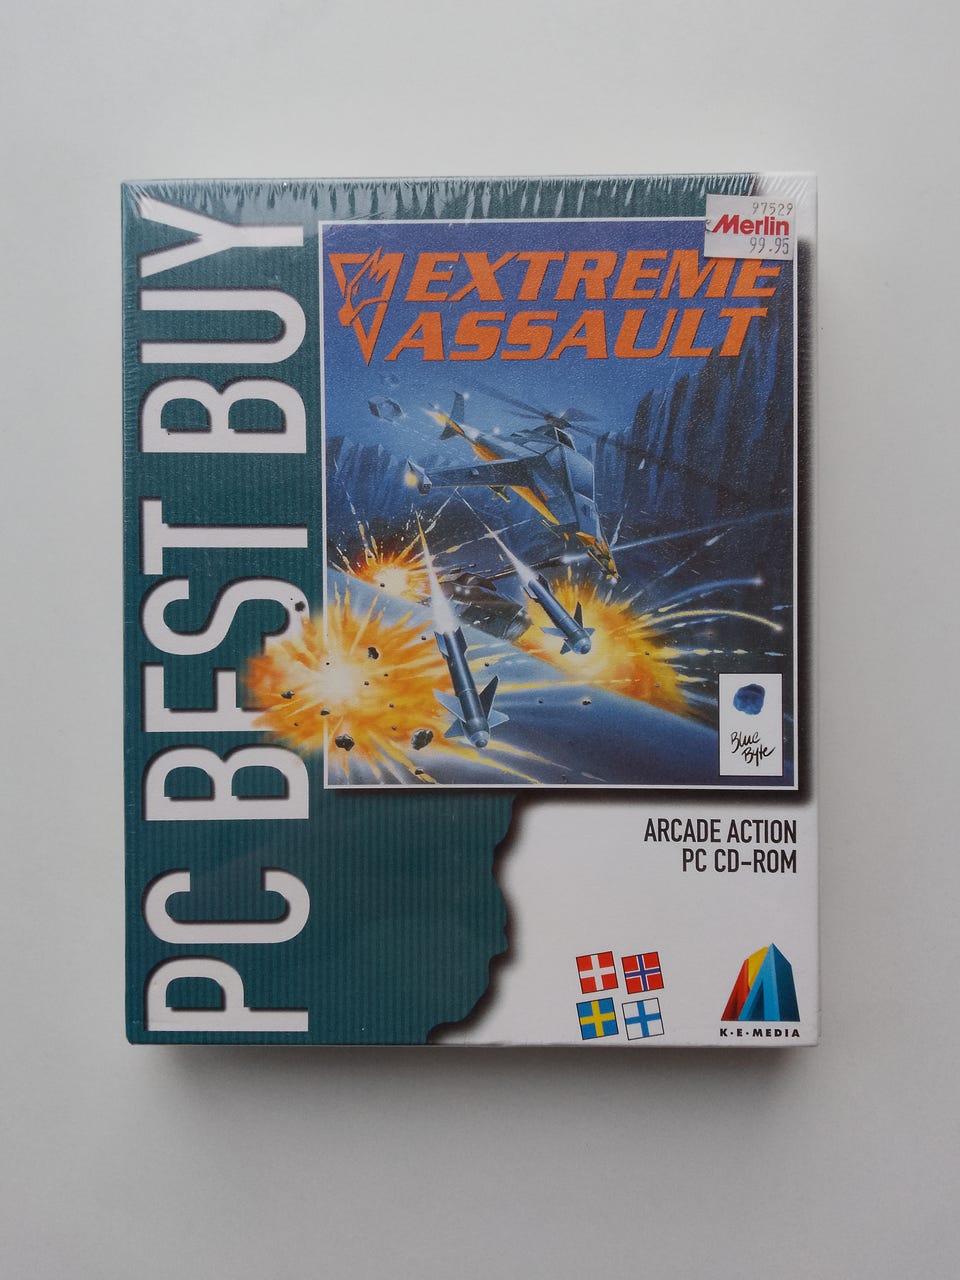 PC BEST BUY
97529
Merlin
99.95
EXTREME
ASSAULT
Blue
Byte
ARCADE ACTION
PC CD-ROM
K·E·MEDIA